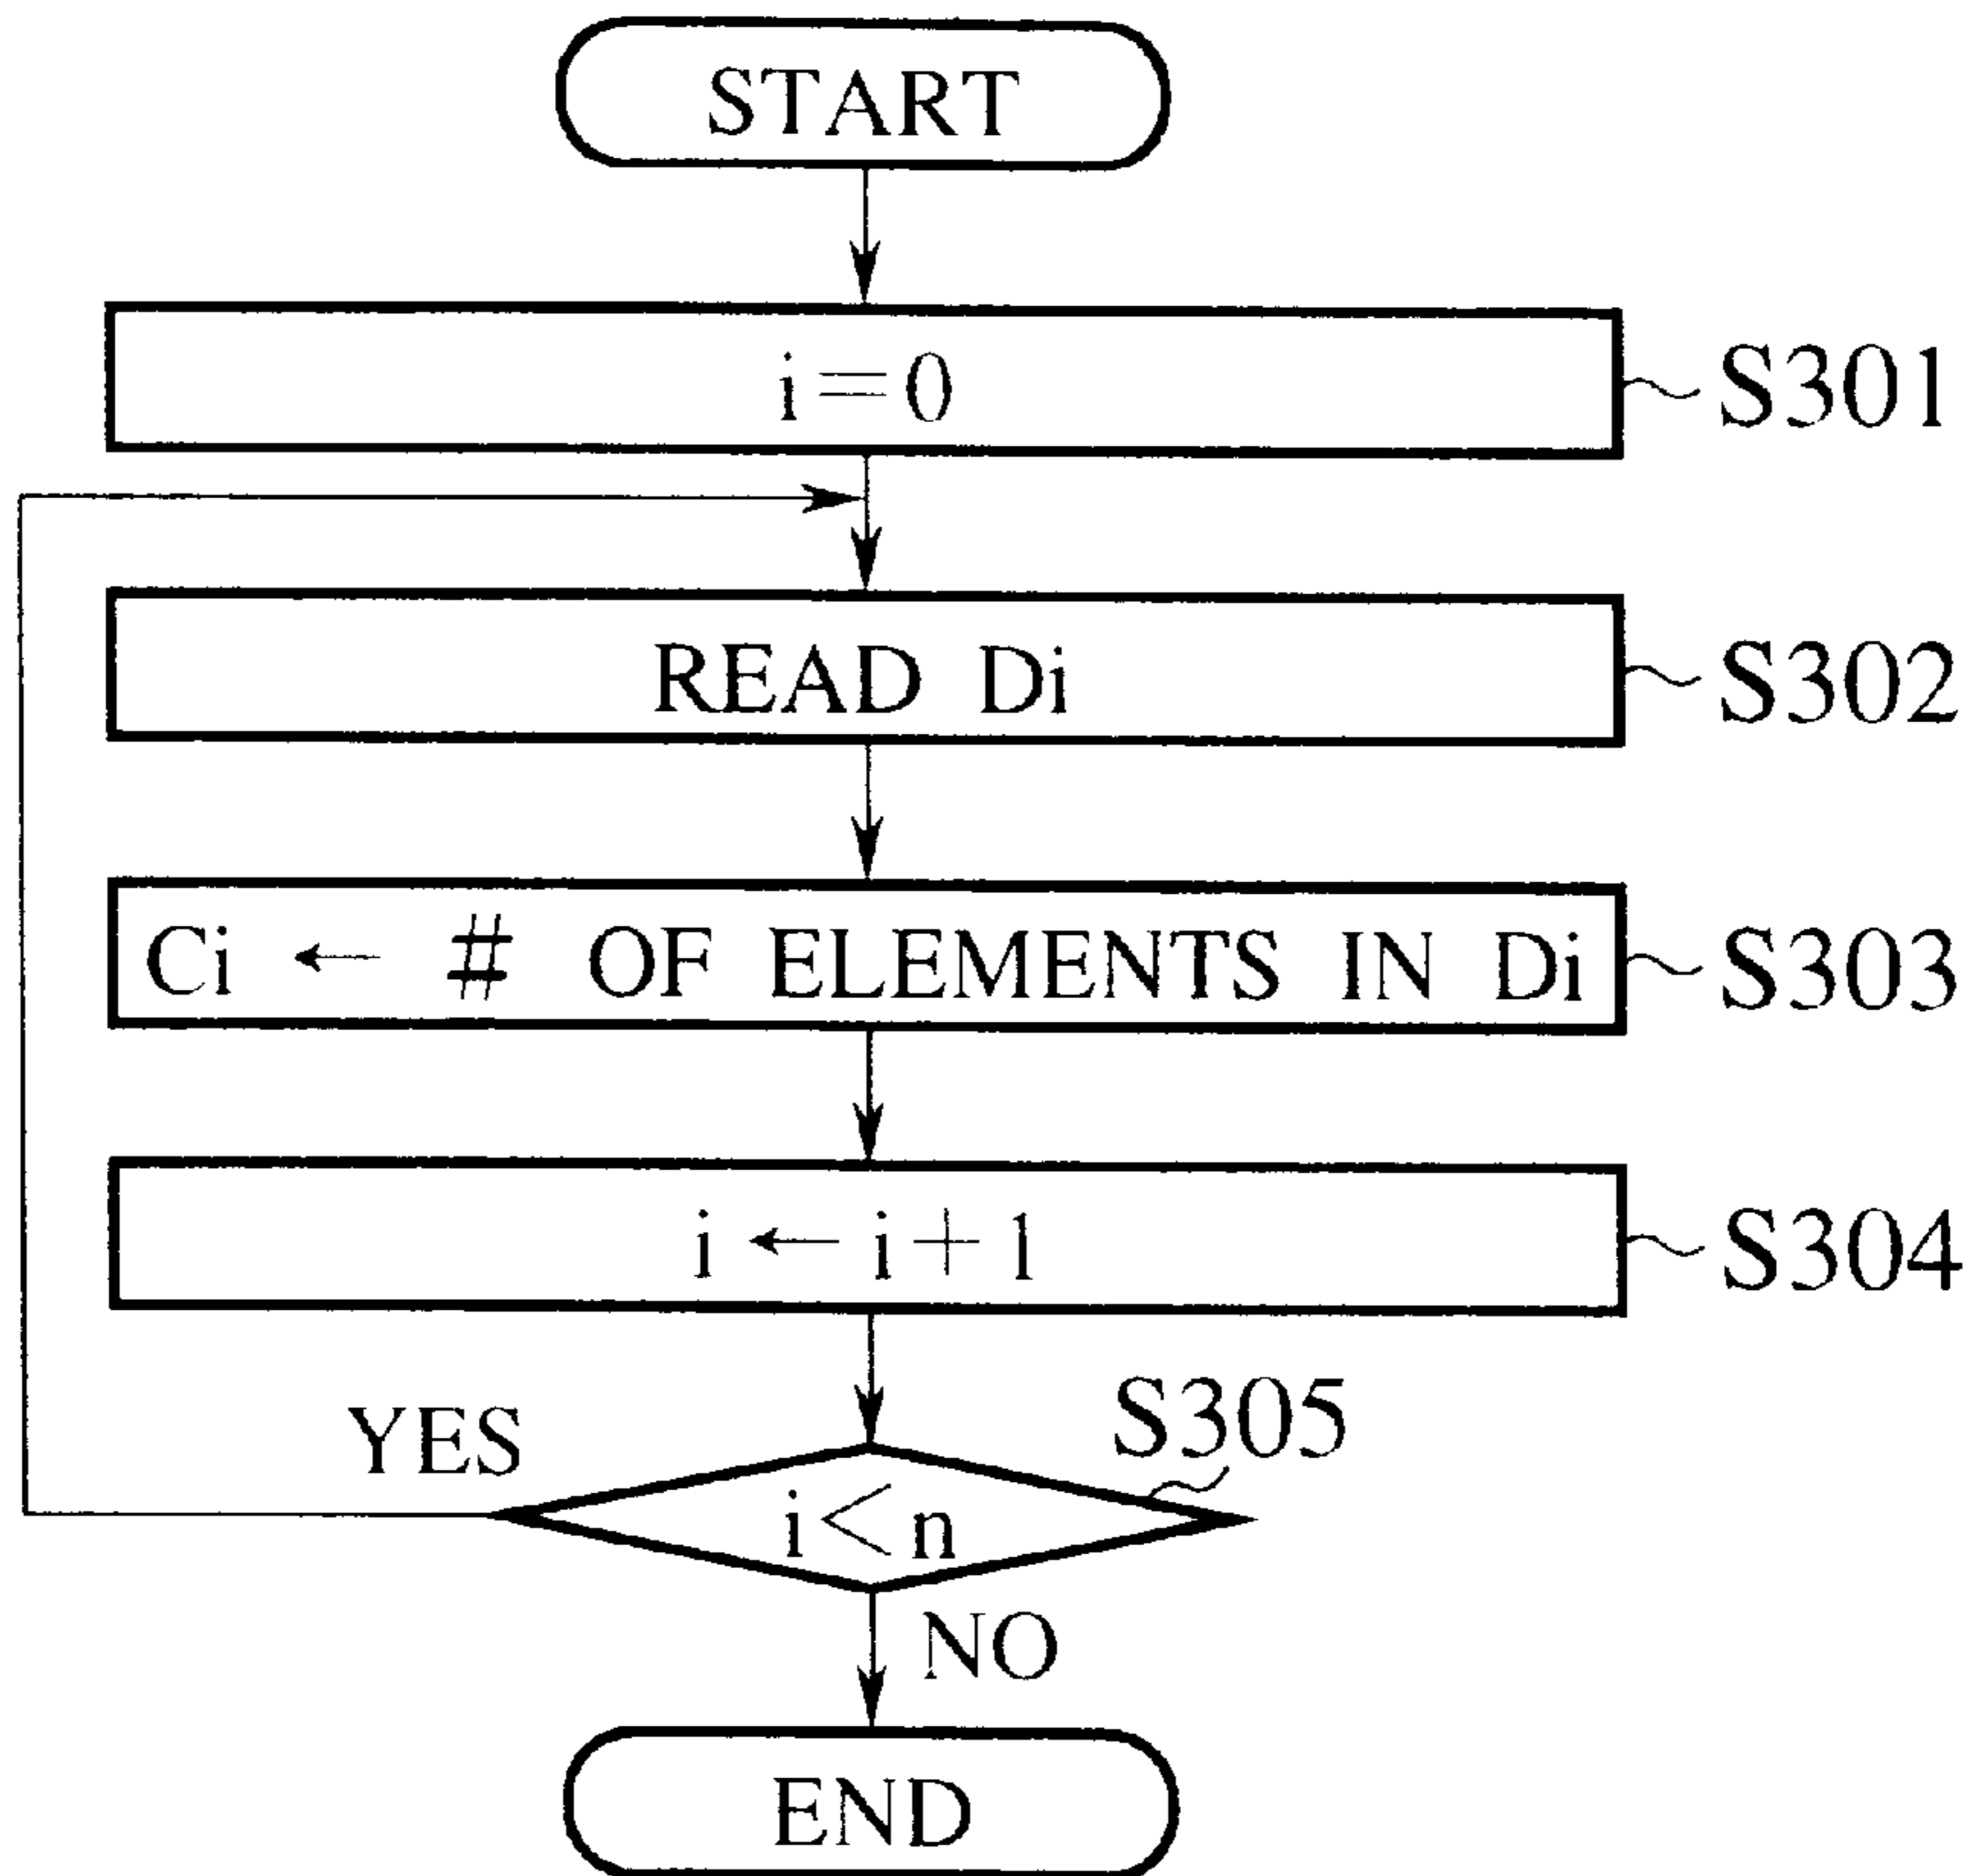 START
i=0
S301
READ Di
S302
Ci ← # OF ELEMENTS IN Di
S303
i ← i + 1
S304
S305
YES
i<n
NO
END